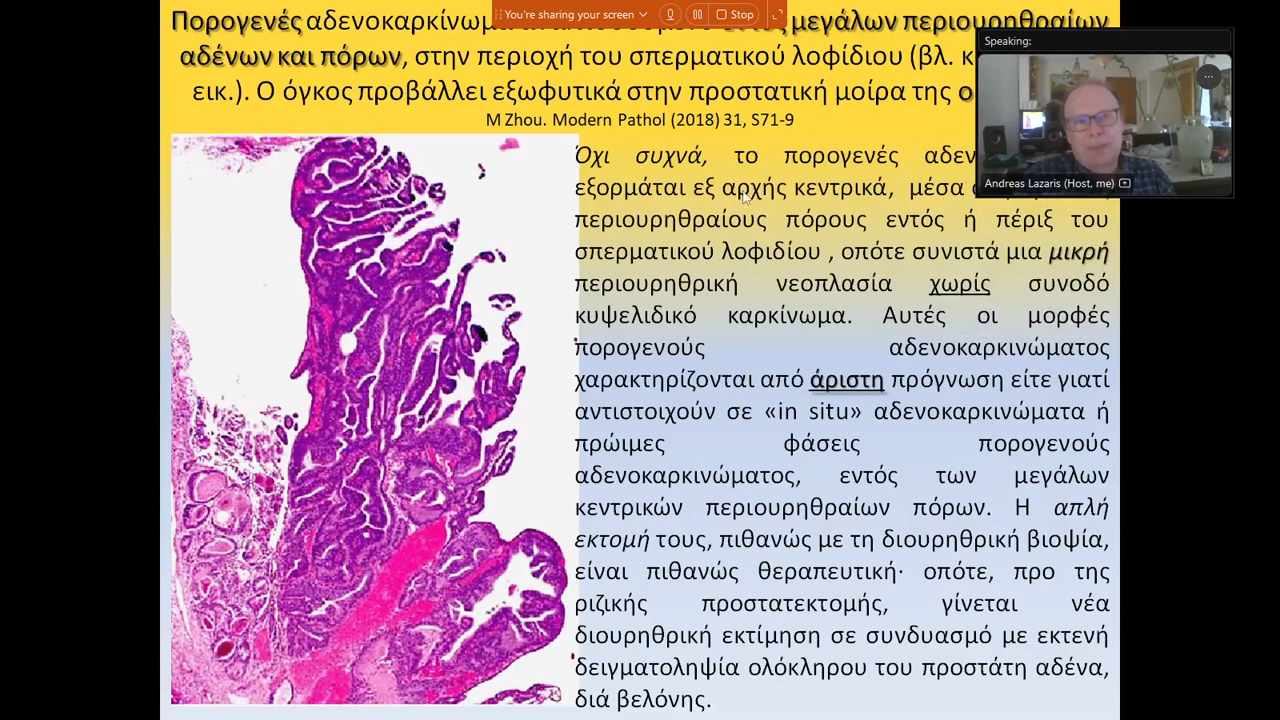 You're sharing your screen
Stop
Πορογενές
μεγάλων περιουρηθραίων
αδένων και πόρων, στην περιοχή του σπερματικού λοφίδιου (βλ.
εικ.). Ο όγκος προβάλλει εξωφυτικά στην προστατική μοίρα της
M Zhou. Modern Pathol (2018) 31, S71-9
Speaking:
Andreas Lazaris (Host, me)
Όχι συχνά, το πορογενές
εξορμάται εξ αρχής κεντρικά, μέσα
περιουρηθραίους πόρους εντός ή πέριξ του
σπερματικού λοφιδίου , οπότε συνιστά μια μικρή
περιουρηθρική νεοπλασία χωρίς συνοδό
κυψελιδικό καρκίνωμα. Αυτές οι μορφές
πορογενούς αδενοκαρκινώματος
χαρακτηρίζονται από άριστη πρόγνωση είτε γιατί
αντιστοιχούν σε «in situ» αδενοκαρκινώματα ή
πρώιμες φάσεις πορογενούς
αδενοκαρκινώματος, εντός των μεγάλων
κεντρικών περιουρηθραίων πόρων. Η απλή
εκτομή τους, πιθανώς με τη διουρηθρική βιοψία,
είναι πιθανώς θεραπευτική· οπότε, προ της
ριζικής προστατεκτομής, γίνεται νέα
διουρηθρική εκτίμηση σε συνδυασμό με εκτενή
δειγματοληψία ολόκληρου του προστάτη αδένα,
διά βελόνης.